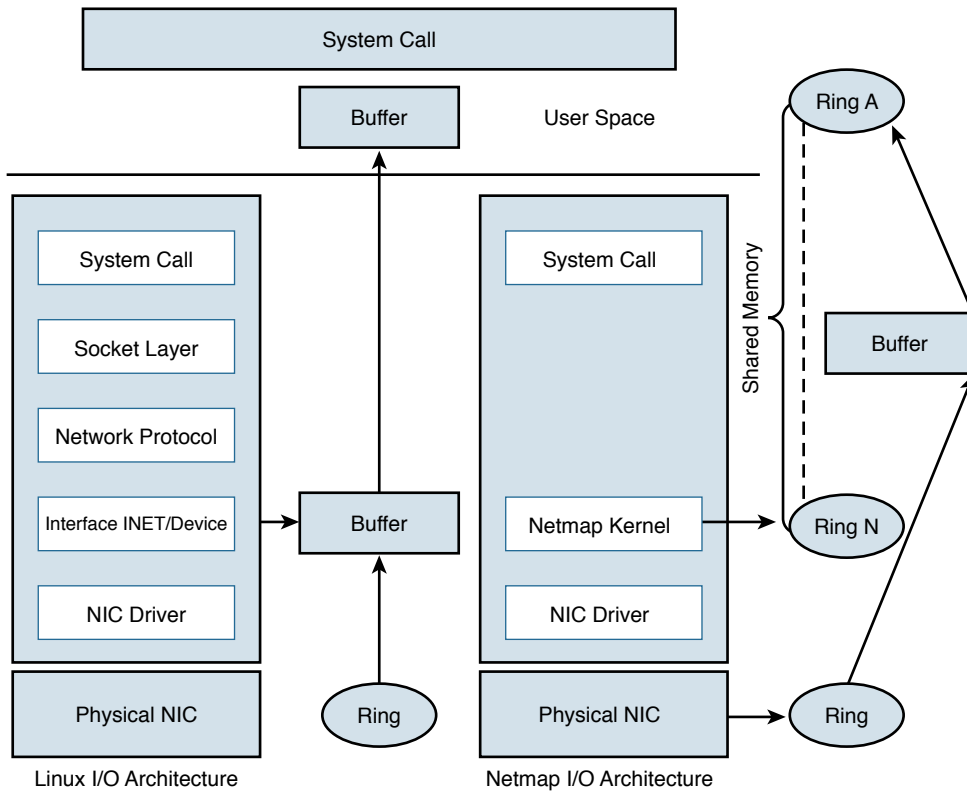 System Call
Buffer
User Space
Ring A
System Call
Socket Layer
Network Protocol
Interface INET/Device
NIC Driver
Physical NIC
Linux I/O Architecture
Buffer
Ring
System Call
Netmap Kernel
NIC Driver
Physical NIC
Netmap I/O Architecture
Shared Memory
Buffer
Ring N
Ring